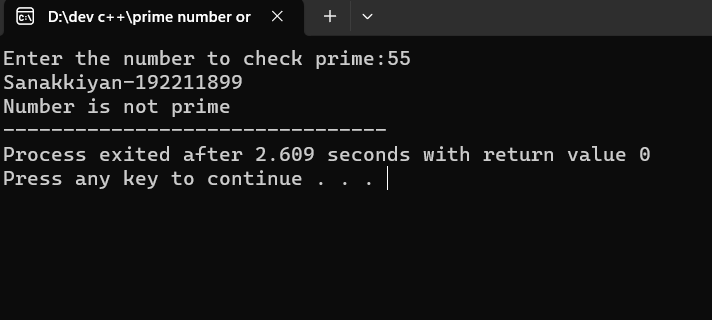 D:\dev c++\prime number or
Enter the number to check prime:55
Sanakkiyan-192211899
Number is not prime
--------------------------------
Process exited after 2.609 seconds with return value 0
Press any key to continue . . .